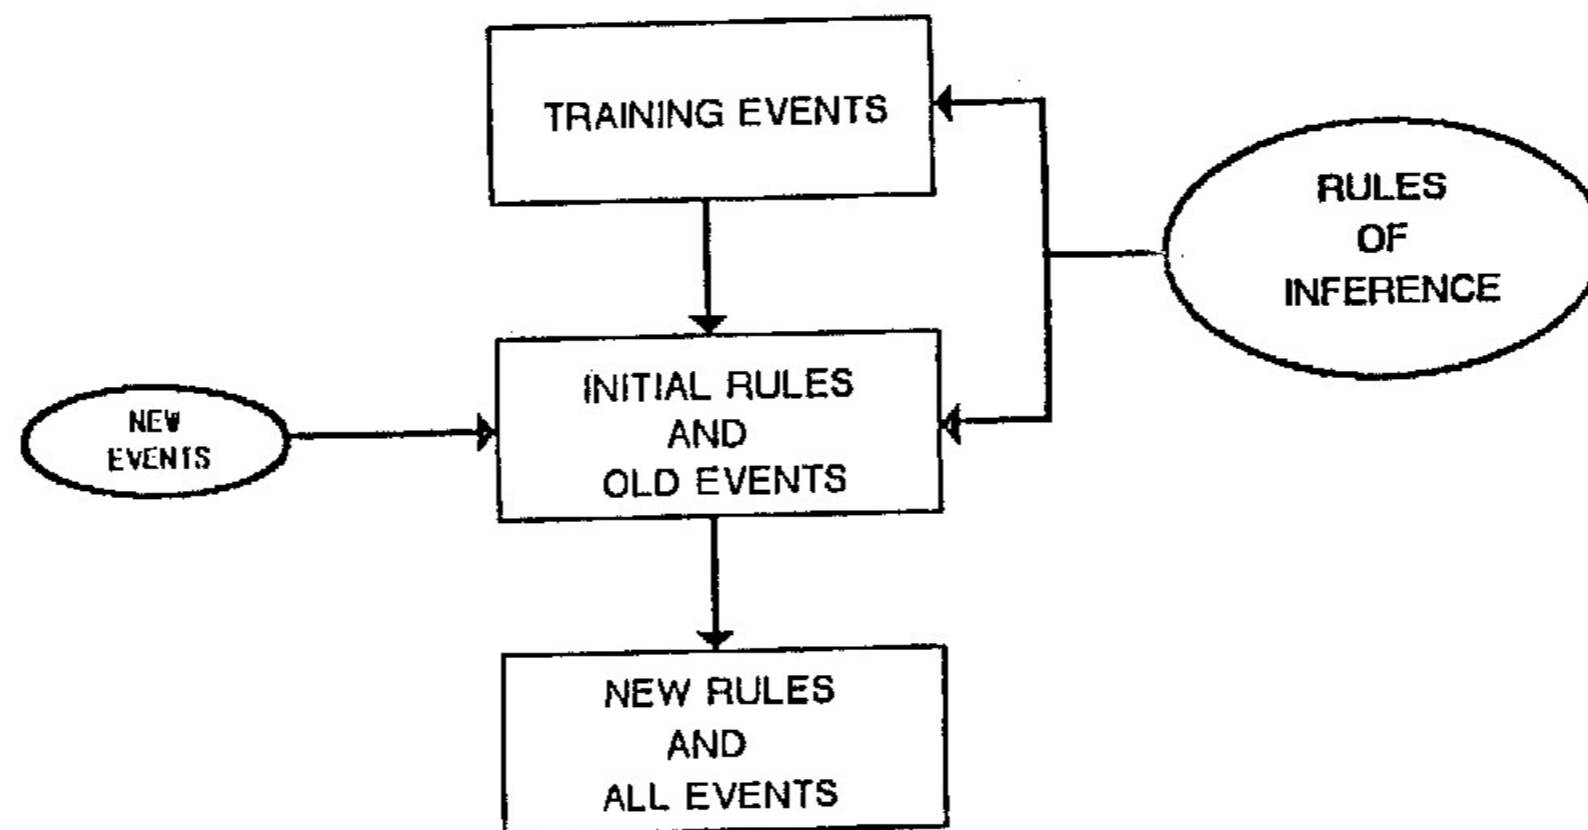 TRAINING EVENTS
RULES
OF
INFERENCE
INITIAL RULES
AND
OLD EVENTS
NEW
EVENTS
NEW RULES
AND
ALL EVENTS